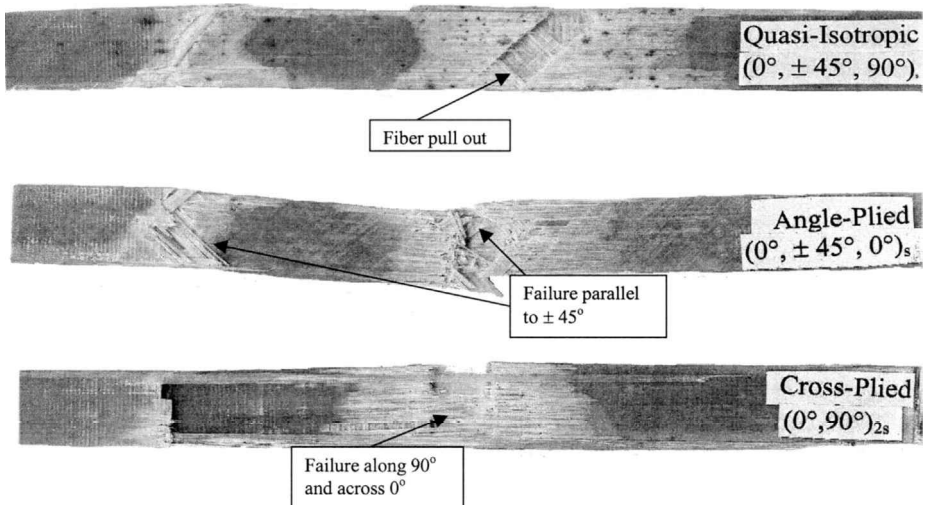 Quasi-Isotropic
(0°, ± 45°, 90°)s
Fiber pull out
Angle-Plied
(0°, ± 45°, 0°)s
Failure parallel
to ± 45°
Cross-Plied
(0°,90°)2s
Failure along 90°
and across 0°